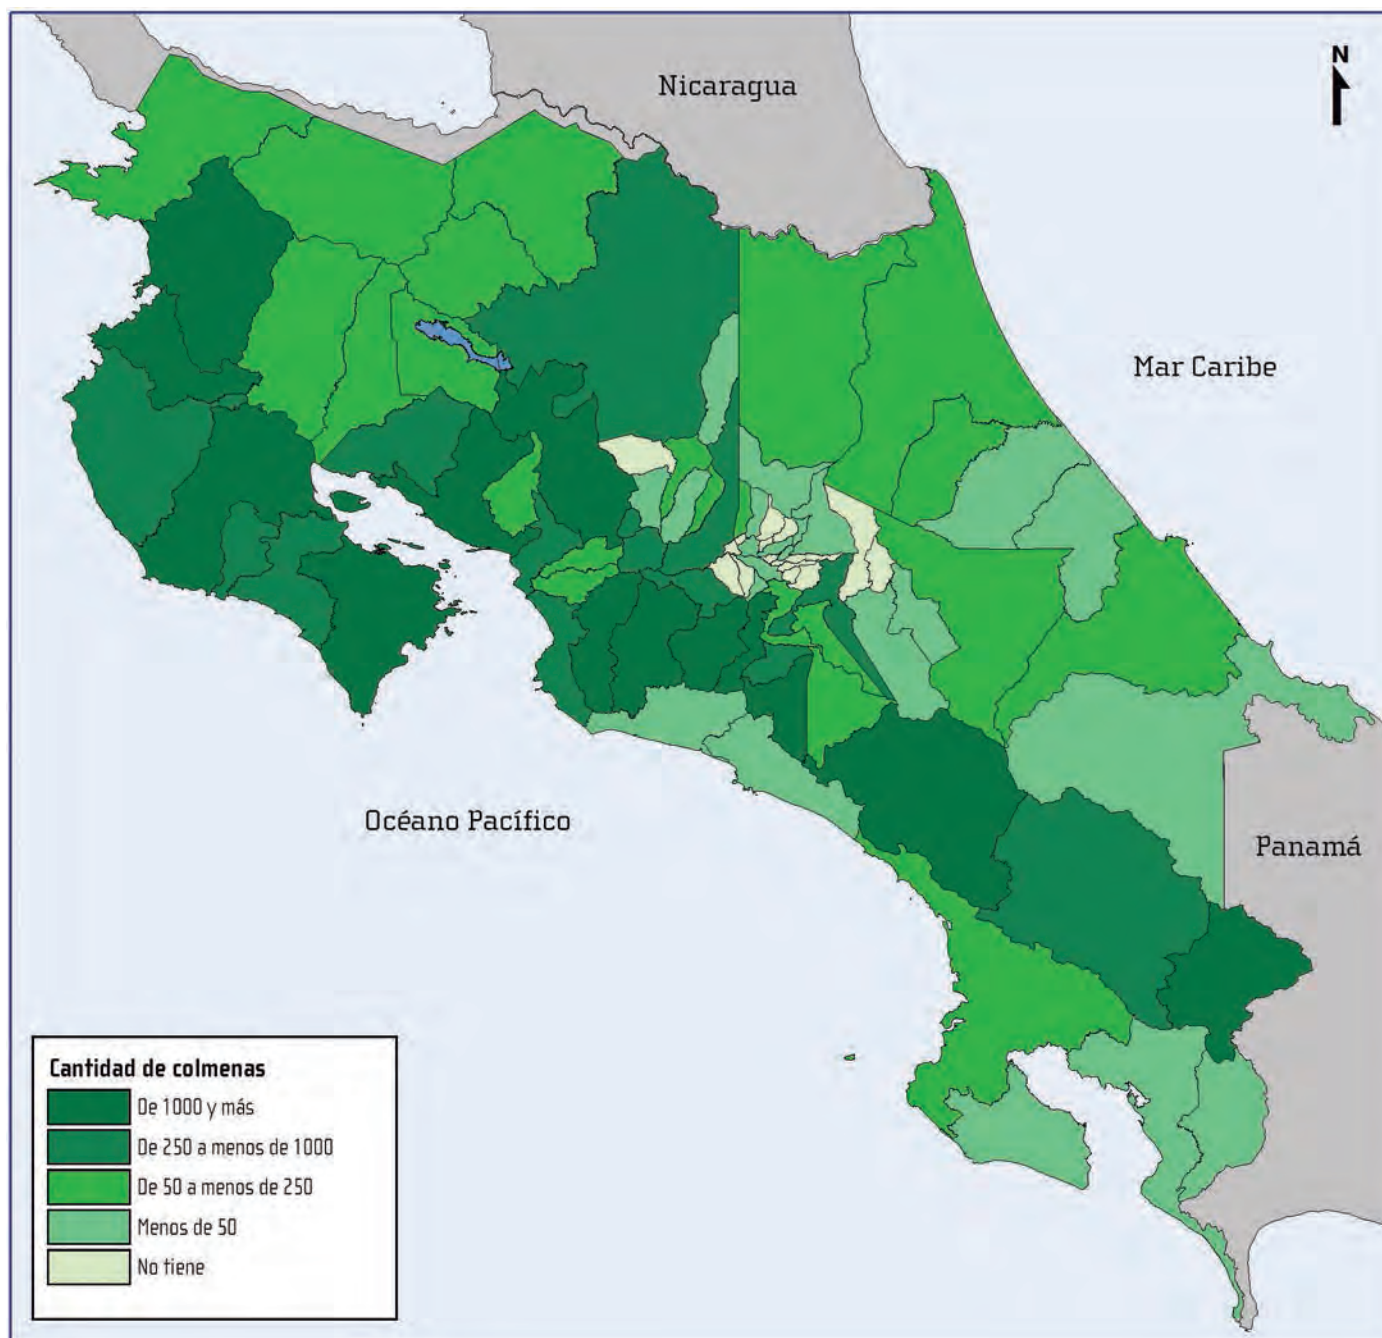 N
Nicaragua
Mar Caribe
Océano Pacífico
Panamá
Cantidad de colmenas
De 1000 y más
De 250 a menos de 1000
De 50 a menos de 250
Menos de 50
No tiene